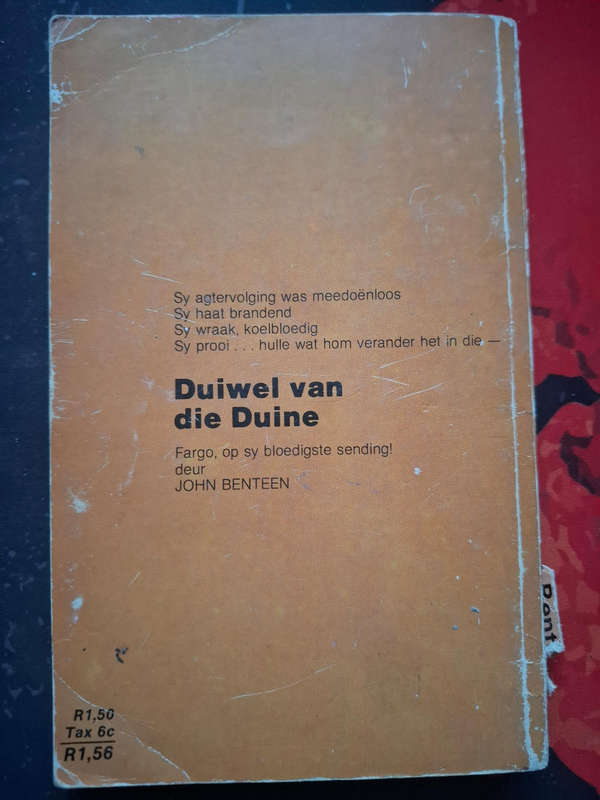 Sy agtervolging was meedoënloos
Sy haat brandend
Sy wraak, koelbloedig
Sy prooi . . . hulle wat hom verander het in die —
Duiwel van
die Duine
Fargo, op sy bloedigste sending!
deur
JOHN BENTEEN
R1,50
Tax 6c
R1,56